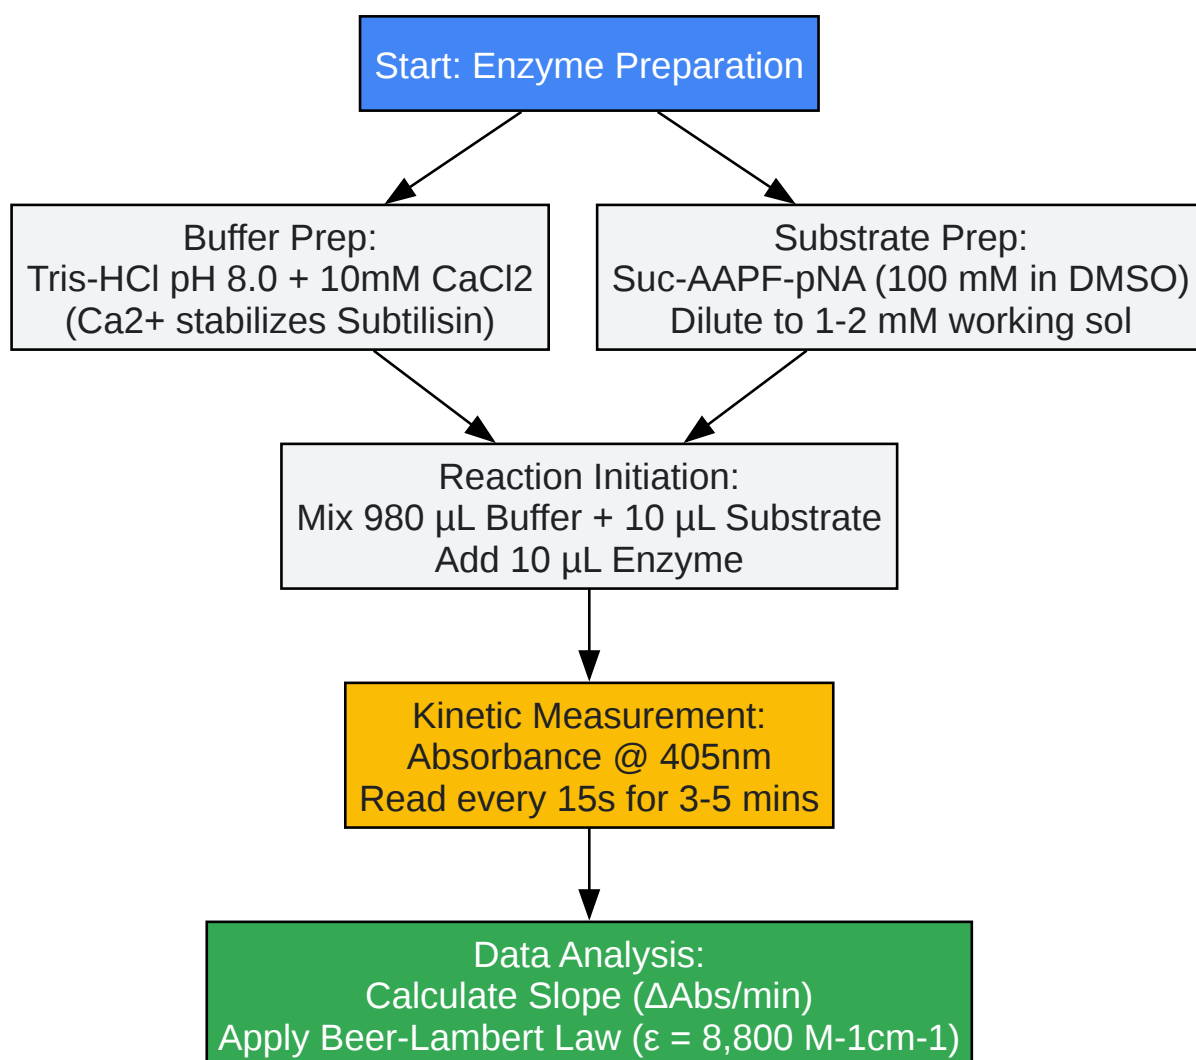 Start: Enzyme Preparation
Buffer Prep:
Tris-HCl pH 8.0 + 10mM CaCl2
(Ca2+ stabilizes Subtilisin)
Substrate Prep:
Suc-AAPF-pNA (100 mM in DMSO)
Dilute to 1-2 mM working sol
Reaction Initiation:
Mix 980 µL Buffer + 10 µL Substrate
Add 10 µL Enzyme
Kinetic Measurement:
Absorbance @ 405nm
Read every 15s for 3-5 mins
Data Analysis:
Calculate Slope (ΔAbs/min)
Apply Beer-Lambert Law (ε = 8,800 M-1cm-1)